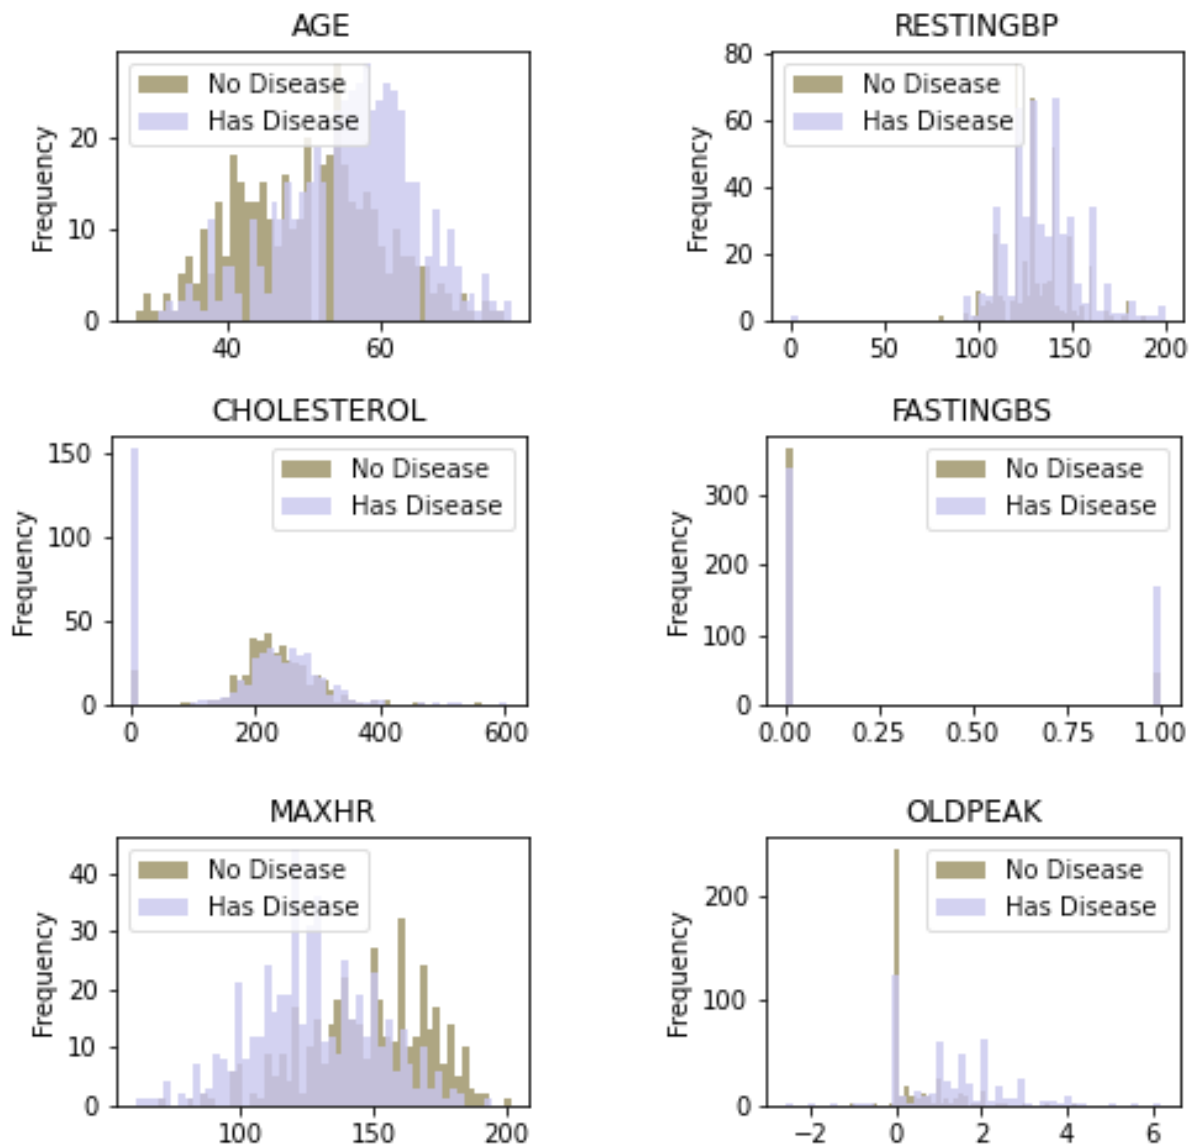 AGE
Frequency
20
10
0
40
60
No Disease
Has Disease
RESTINGBP
Frequency
80
60
40
20
0
0
50
100
150
200
No Disease
Has Disease
CHOLESTEROL
Frequency
150
100
50
0
0
200
400
600
No Disease
Has Disease
FASTINGBS
Frequency
300
200
100
0
0.00
0.25
0.50
0.75
1.00
No Disease
Has Disease
MAXHR
Frequency
40
30
20
10
0
100
150
200
No Disease
Has Disease
OLDPEAK
Frequency
200
100
0
−2
0
2
4
6
No Disease
Has Disease